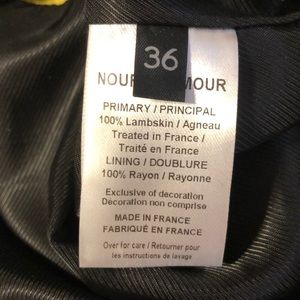 36
PRIMARY / PRINCIPAL
100% Lambskin / Agneau
Treated in France /
Traité en France
LINING / DOUBLURE
100% Rayon / Rayonne
Exclusive of decoration
Décoration non comprise
MADE IN FRANCE
FABRIQUÉ EN FRANCE
Over for care / Retourner pour
les instructions de lavage